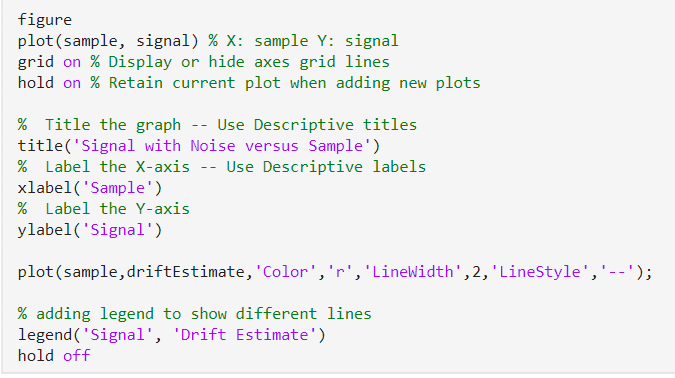 figure
plot(sample, signal) % X: sample Y: signal
grid on % Display or hide axes grid lines
hold on % Retain current plot when adding new plots
%  Title the graph -- Use Descriptive titles
title('Signal with Noise versus Sample')
%  Label the X-axis -- Use Descriptive labels
xlabel('Sample')
%  Label the Y-axis
ylabel('Signal')
plot(sample,driftEstimate,'Color','r','LineWidth',2,'LineStyle','--');
% adding legend to show different lines
legend('Signal', 'Drift Estimate')
hold off